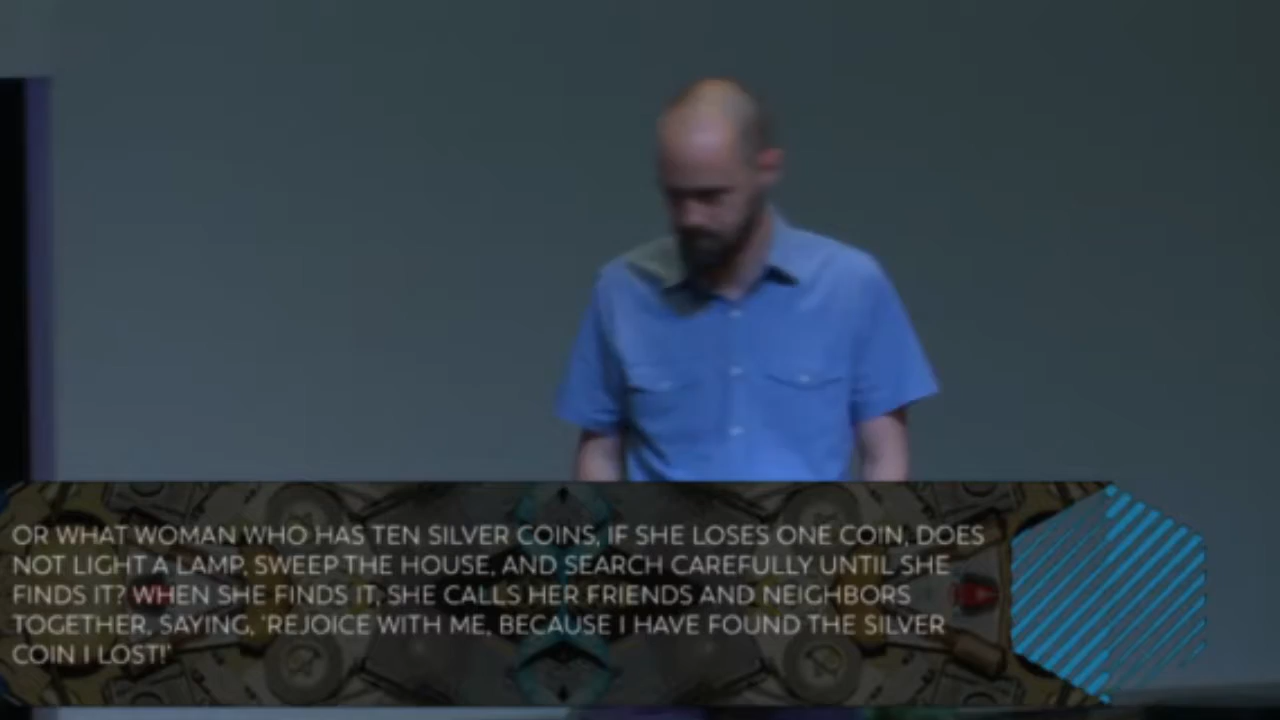 OR WHAT WOMAN WHO HAS TEN SILVER COINS, IF SHE LOSES ONE COIN, DOES
NOT LIGHT A LAMP, SWEEP THE HOUSE, AND SEARCH CAREFULLY UNTIL SHE
FINDS IT? WHEN SHE FINDS IT, SHE CALLS HER FRIENDS AND NEIGHBORS
TOGETHER, SAYING, 'REJOICE WITH ME, BECAUSE I HAVE FOUND THE SILVER
COIN I LOST!'